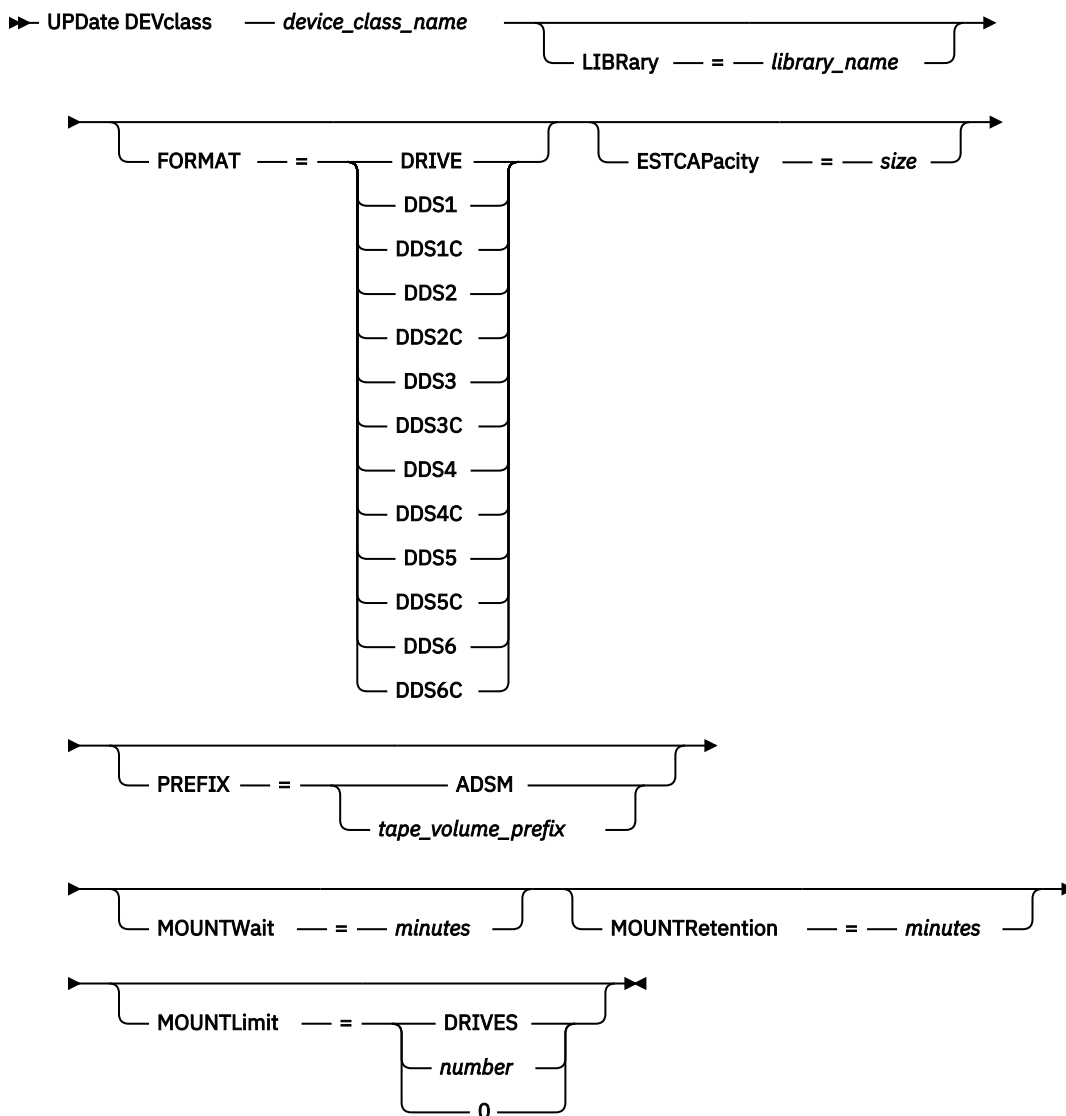 UPDate DEVclass device_class_name
LIBRary = library_name
FORMAT = DRIVE
DDS1
DDS1C
DDS2
DDS2C
DDS3
DDS3C
DDS4
DDS4C
DDS5
DDS5C
DDS6
DDS6C
ESTCAPacity = size
PREFIX = ADSM
tape_volume_prefix
MOUNTWait = minutes
MOUNTRetention = minutes
MOUNTLimit = DRIVES
number
0